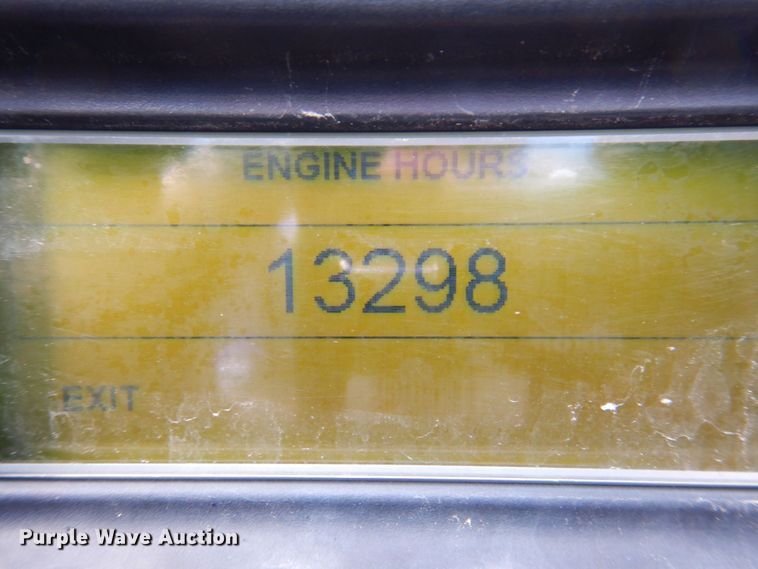 ENGINE HOURS
13298
EXIT
Purple Wave Auction